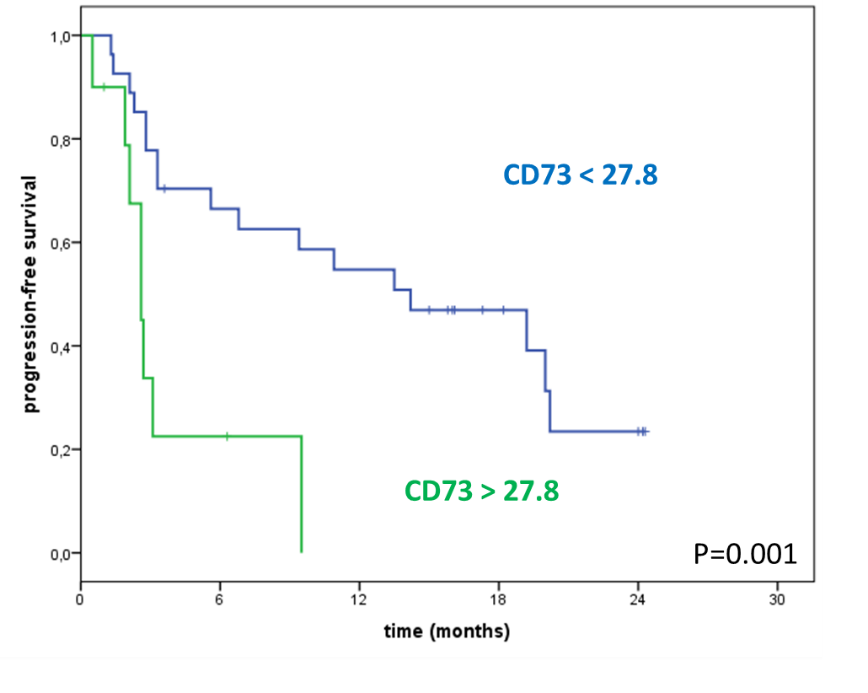 1,0
0,8
0,6
0,4
0,2
0,0
progression-free survival
CD73 < 27.8
CD73 > 27.8
P=0.001
0 6 12 18 24 30
time (months)